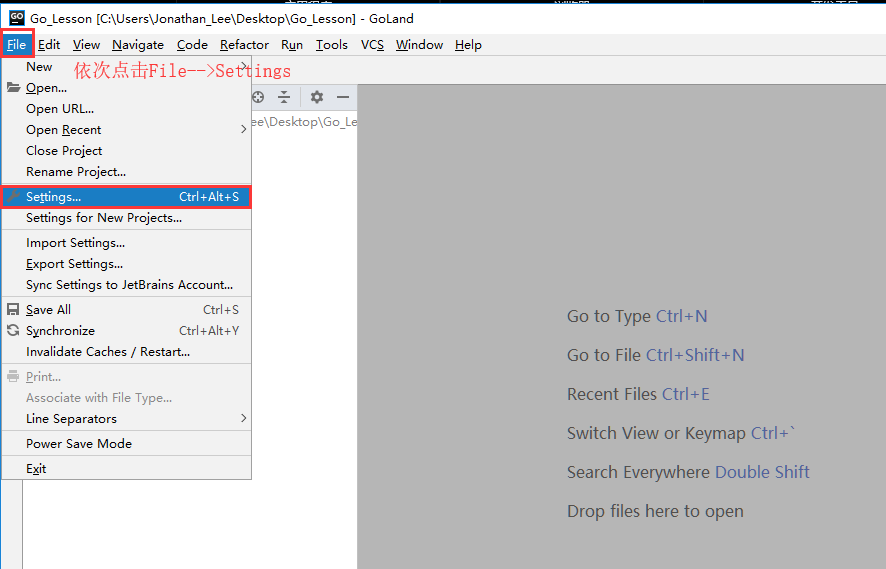 Go_Lesson [C:\Users\Jonathan_Lee\Desktop\Go_Lesson] - GoLand
File Edit View Navigate Code Refactor Run Tools VCS Window Help
New
依次点击File-->Settings
Open...
Open URL...
ee\Desktop\Go_Le
Open Recent
Close Project
Rename Project...
Settings... Ctrl+Alt+S
Settings for New Projects...
Import Settings...
Export Settings...
Sync Settings to JetBrains Account...
Save All Ctrl+S
Synchronize Ctrl+Alt+Y
Invalidate Caches / Restart...
Print...
Associate with File Type...
Line Separators
Power Save Mode
Exit
Go to Type Ctrl+N
Go to File Ctrl+Shift+N
Recent Files Ctrl+E
Switch View or Keymap Ctrl+`
Search Everywhere Double Shift
Drop files here to open